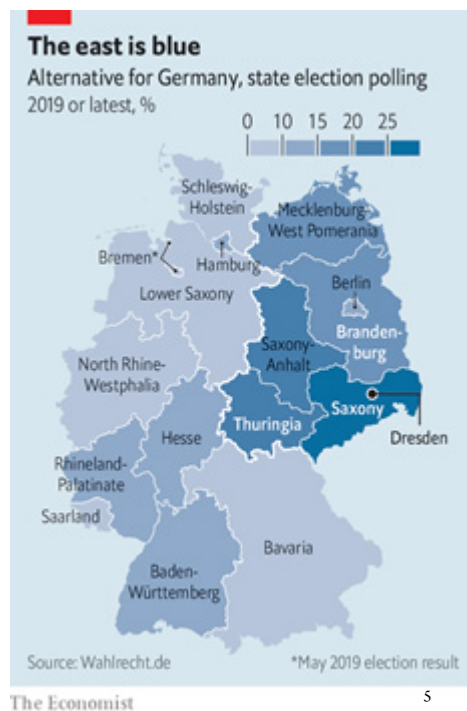 The east is blue
Alternative for Germany, state election polling
2019 or latest, %
0 10 15 20 25
Schleswig-
Holstein
Mecklenburg-
West Pomerania
Bremen*
Hamburg
Lower Saxony
Berlin
Branden-
burg
Saxony-
Anhalt
North Rhine-
Westphalia
Saxony
Thuringia
Hesse
Dresden
Rhineland-
Palatinate
Saarland
Bavaria
Baden-
Württemberg
Source: Wahlrecht.de
*May 2019 election result
The Economist
5